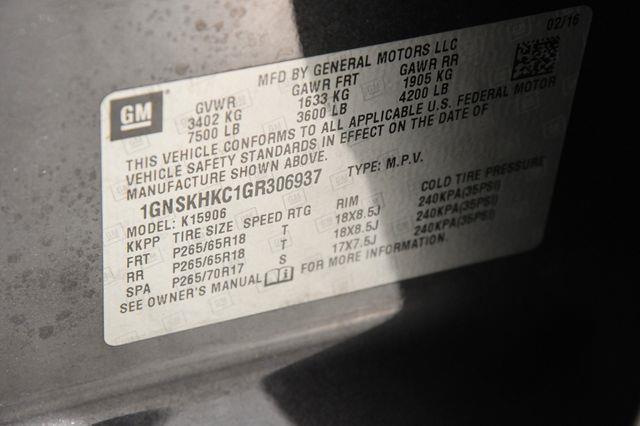 02/16
MFD BY GENERAL MOTORS LLC
GM
GVWR GAWR FRT GAWR RR
3402 KG 1633 KG 1905 KG
7500 LB 3600 LB 4200 LB
THIS VEHICLE CONFORMS TO ALL APPLICABLE U.S. FEDERAL MOTOR
VEHICLE SAFETY STANDARDS IN EFFECT ON THE DATE OF
MANUFACTURE SHOWN ABOVE.
1GNSKHKC1GR306937 TYPE: M.P.V.
MODEL: K15906
KKPP TIRE SIZE SPEED RTG RIM COLD TIRE PRESSURE
FRT P265/65R18 T 18X8.5J 240KPA(35PSI)
RR P265/65R18 T 18X8.5J 240KPA(35PSI)
SPA P265/70R17 S 17X7.5J 240KPA(35PSI)
SEE OWNER'S MANUAL i FOR MORE INFORMATION.